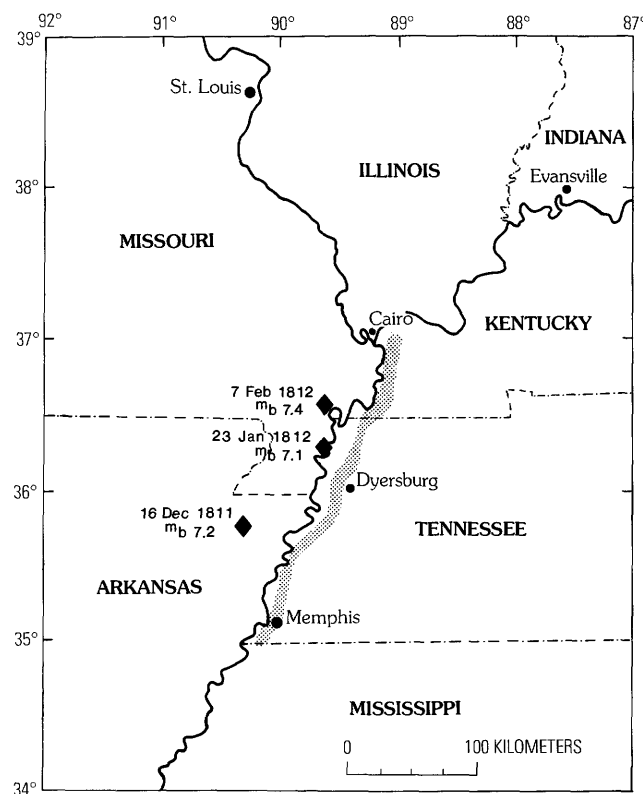 92° 91° 90° 89° 88° 87°
39°
St. Louis
INDIANA
ILLINOIS
Evansville
38°
MISSOURI
Cairo
KENTUCKY
37°
7 Feb 1812
mb 7.4
23 Jan 1812
mb 7.1
Dyersburg
36°
16 Dec 1811
mb 7.2
TENNESSEE
ARKANSAS
Memphis
35°
MISSISSIPPI
0 100 KILOMETERS
34°